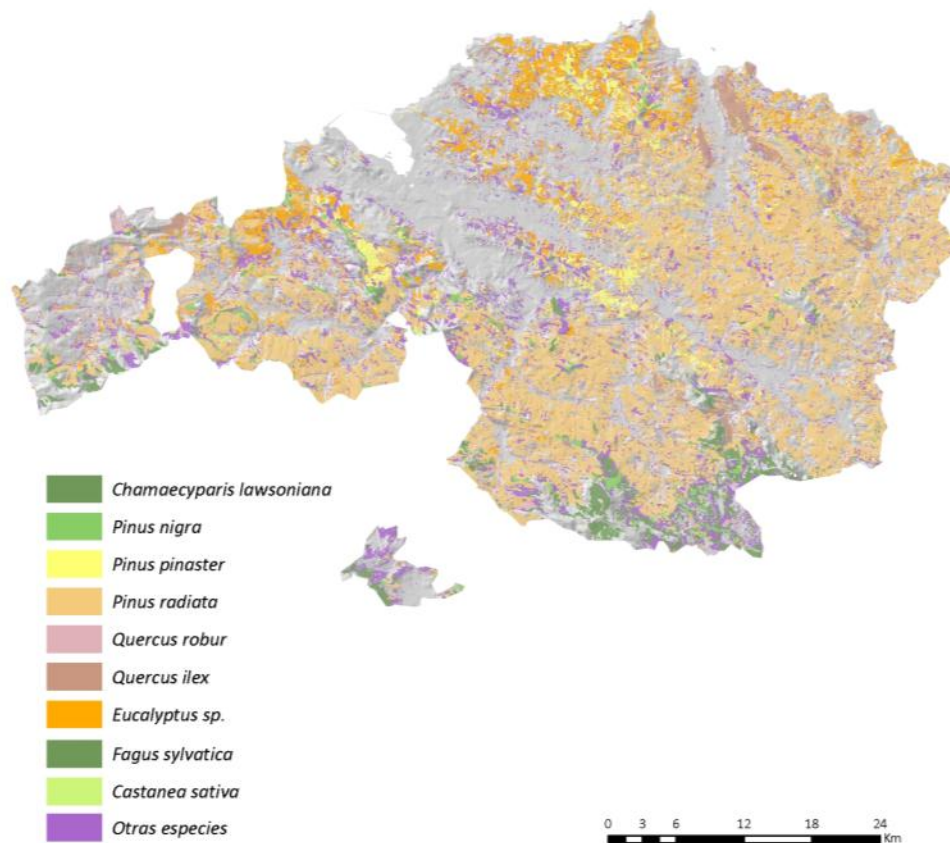 Chamaecyparis lawsoniana
Pinus nigra
Pinus pinaster
Pinus radiata
Quercus robur
Quercus ilex
Eucalyptus sp.
Fagus sylvatica
Castanea sativa
Otras especies
0 3 6 12 18 24
Km